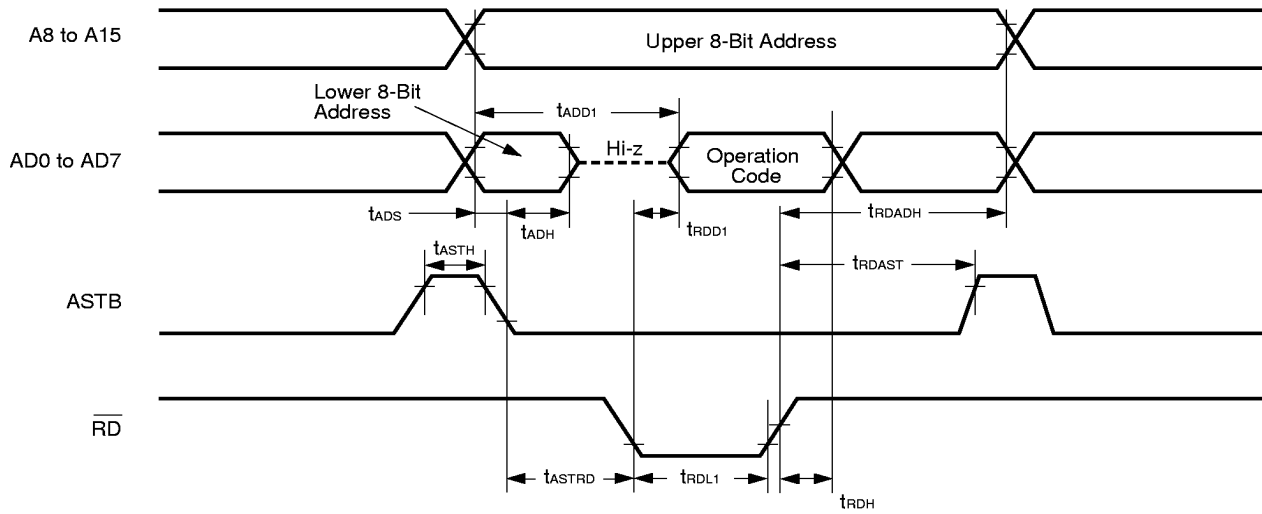 A8 to A15
Upper 8-Bit Address
Lower 8-Bit
Address
tADD1
AD0 to AD7
Hi-z
Operation
Code
tADS
tADH
tRDD1
tRDADH
tASTH
tRDAST
ASTB
RD
tASTRD
tRDL1
tRDH